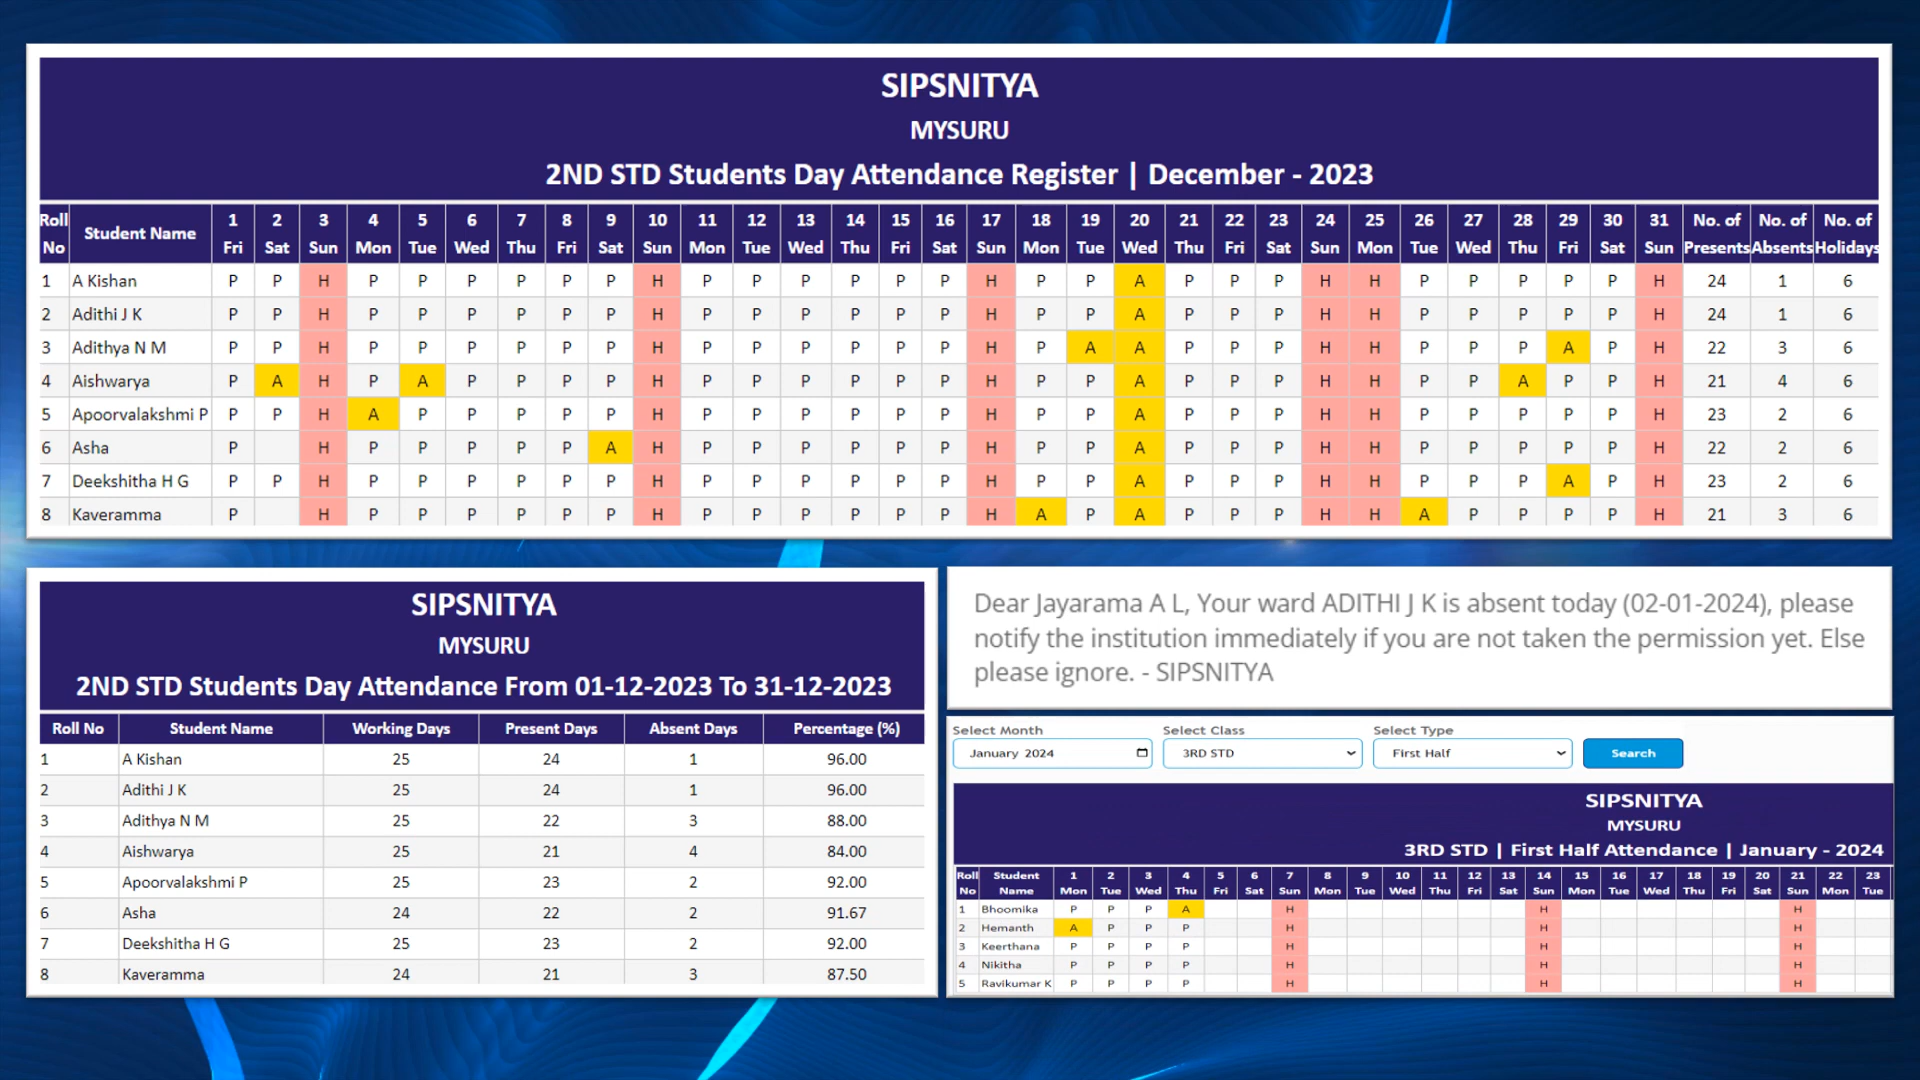 SIPSNITYA
MYSURU
2ND STD Students Day Attendance Register | December - 2023
Roll No Student Name 1 Fri 2 Sat 3 Sun 4 Mon 5 Tue 6 Wed 7 Thu 8 Fri 9 Sat 10 Sun 11 Mon 12 Tue 13 Wed 14 Thu 15 Fri 16 Sat 17 Sun 18 Mon 19 Tue 20 Wed 21 Thu 22 Fri 23 Sat 24 Sun 25 Mon 26 Tue 27 Wed 28 Thu 29 Fri 30 Sat 31 Sun No. of Presents No. of Absents No. of Holidays
1 A Kishan P P H P P P P P P H P P P P P P H P P A P P P H H P P P P P H 24 1 6
2 Adithi J K P P H P P P P P P H P P P P P P H P P A P P P H H P P P P P H 24 1 6
3 Adithya N M P P H P P P P P P H P P P P P P H P A A P P P H H P P P A P H 22 3 6
4 Aishwarya P A H P A P P P P H P P P P P P H P P A P P P H H P P A P P H 21 4 6
5 Apoorvalakshmi P P P H A P P P P P H P P P P P P H P P A P P P H H P P P P P H 23 2 6
6 Asha P H P P P P P A H P P P P P P H P P A P P P H H P P P P P H 22 2 6
7 Deekshitha H G P P H P P P P P P H P P P P P P H P P A P P P H H P P P A P H 23 2 6
8 Kaveramma P H P P P P P P H P P P P P P H A P A P P P H H A P P P P H 21 3 6
SIPSNITYA
MYSURU
2ND STD Students Day Attendance From 01-12-2023 To 31-12-2023
Roll No Student Name Working Days Present Days Absent Days Percentage (%)
1 A Kishan 25 24 1 96.00
2 Adithi J K 25 24 1 96.00
3 Adithya N M 25 22 3 88.00
4 Aishwarya 25 21 4 84.00
5 Apoorvalakshmi P 25 23 2 92.00
6 Asha 24 22 2 91.67
7 Deekshitha H G 25 23 2 92.00
8 Kaveramma 24 21 3 87.50
Dear Jayarama A L, Your ward ADITHI J K is absent today (02-01-2024), please
notify the institution immediately if you are not taken the permission yet. Else
please ignore. - SIPSNITYA
Select Month Select Class Select Type
January 2024 3RD STD First Half Search
SIPSNITYA
MYSURU
3RD STD | First Half Attendance | January - 2024
Roll No Student Name 1 Mon 2 Tue 3 Wed 4 Thu 5 Fri 6 Sat 7 Sun 8 Mon 9 Tue 10 Wed 11 Thu 12 Fri 13 Sat 14 Sun 15 Mon 16 Tue 17 Wed 18 Thu 19 Fri 20 Sat 21 Sun 22 Mon 23 Tue
1 Bhoomika P P P A H H H
2 Hemanth A P P P H H H
3 Keerthana P P P P H H H
4 Nikitha P P P P H H H
5 Ravikumar K P P P P H H H